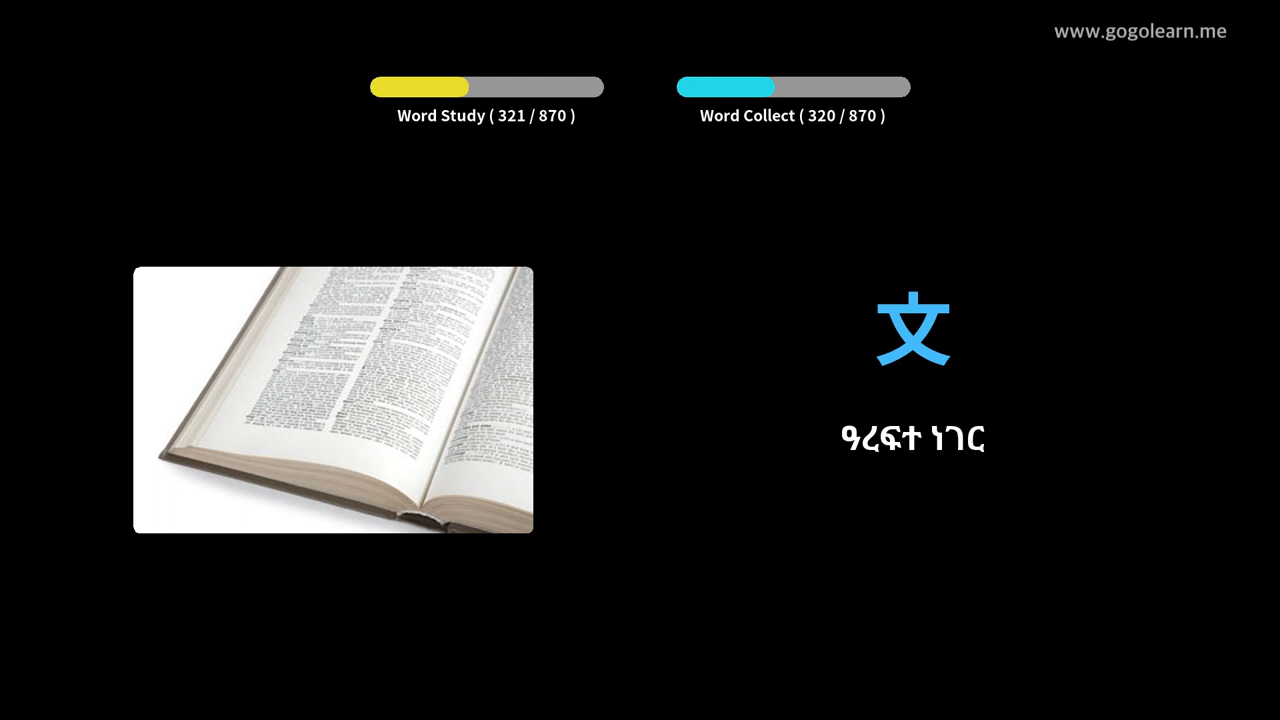 www.gogolearn.me
Word Study ( 321 / 870 )
Word Collect ( 320 / 870 )
文
ዓረፍተ ነገር